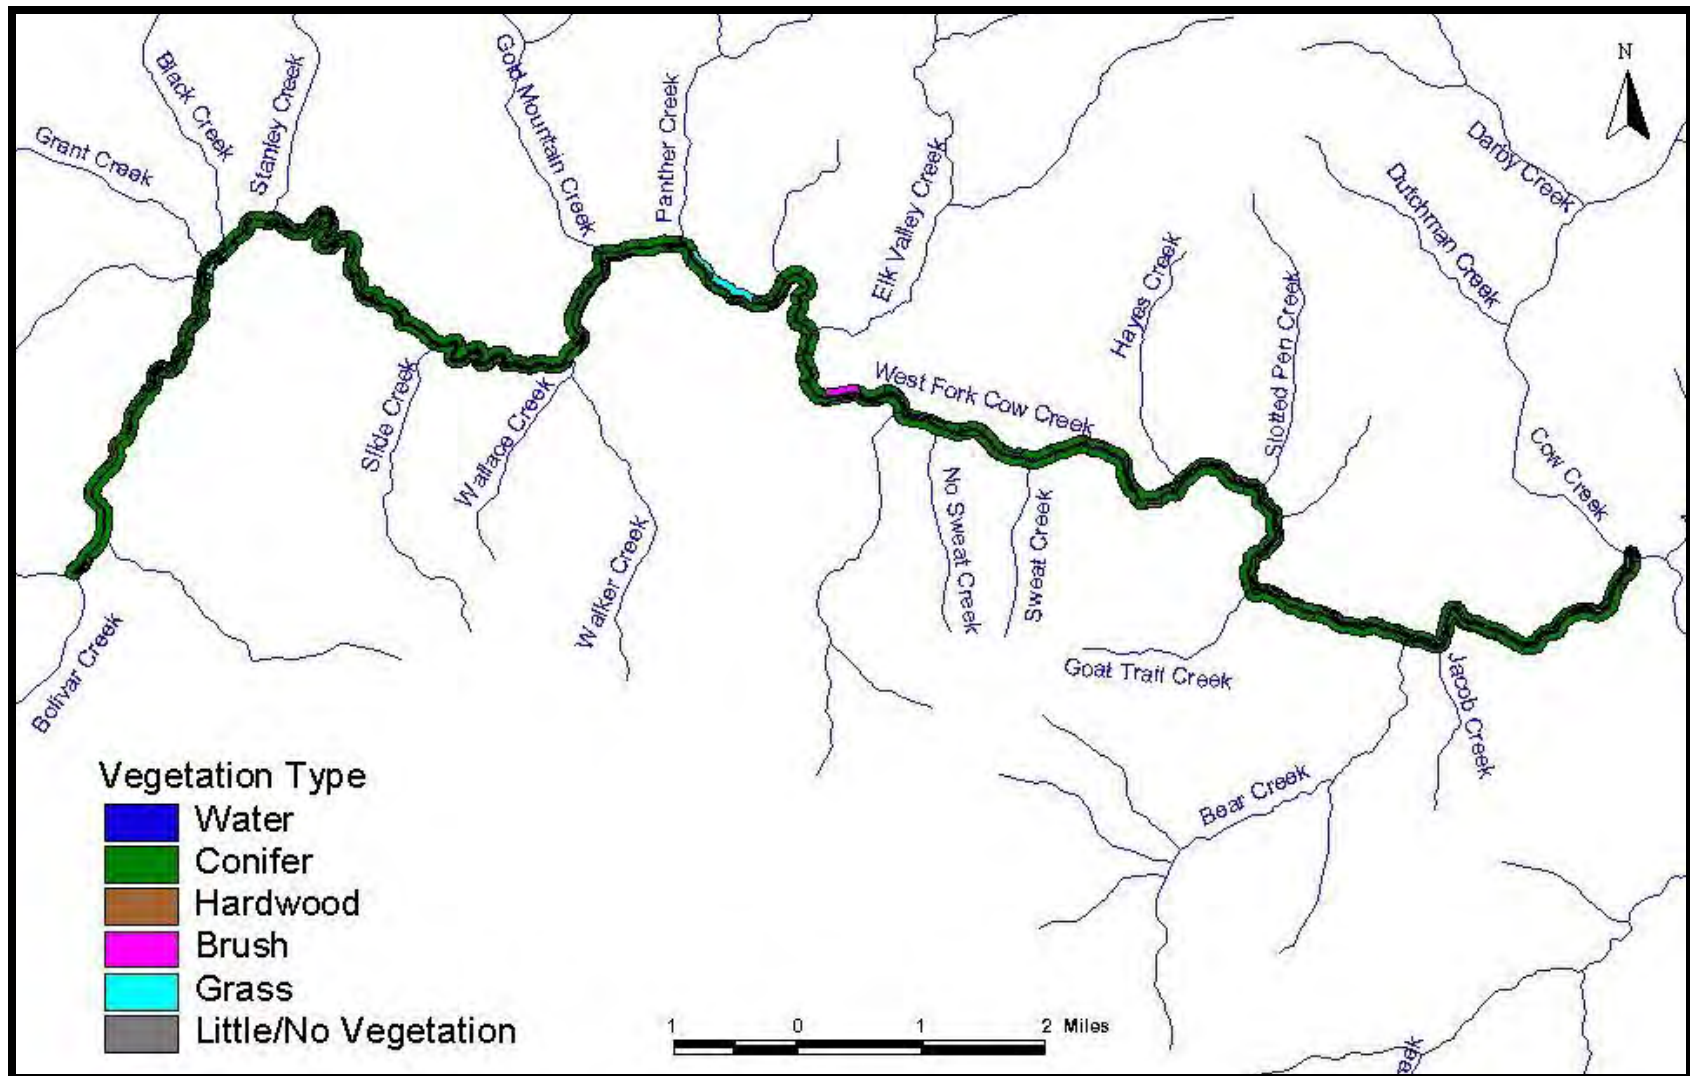 N
Black Creek
Stanley Creek
Grant Creek
Gold Mountain Creek
Panther Creek
Elk Valley Creek
Darby Creek
Dutchman Creek
Hayes Creek
Slotted Pen Creek
West Fork Cow Creek
Cow Creek
Slide Creek
Wallace Creek
Walker Creek
No Sweat Creek
Sweat Creek
Goat Trail Creek
Jacob Creek
Bolivar Creek
Bear Creek
Vegetation Type
Water
Conifer
Hardwood
Brush
Grass
Little/No Vegetation
1 0 1 2 Miles
eek